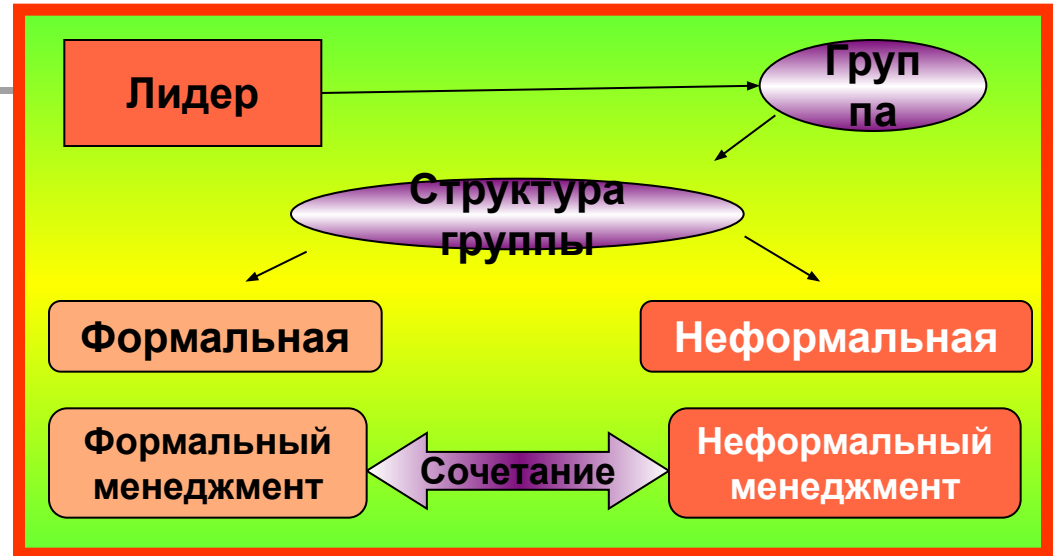 Лидер
Груп
па
Структура
группы
Формальная
Неформальная
Формальный
менеджмент
Сочетание
Неформальный
менеджмент